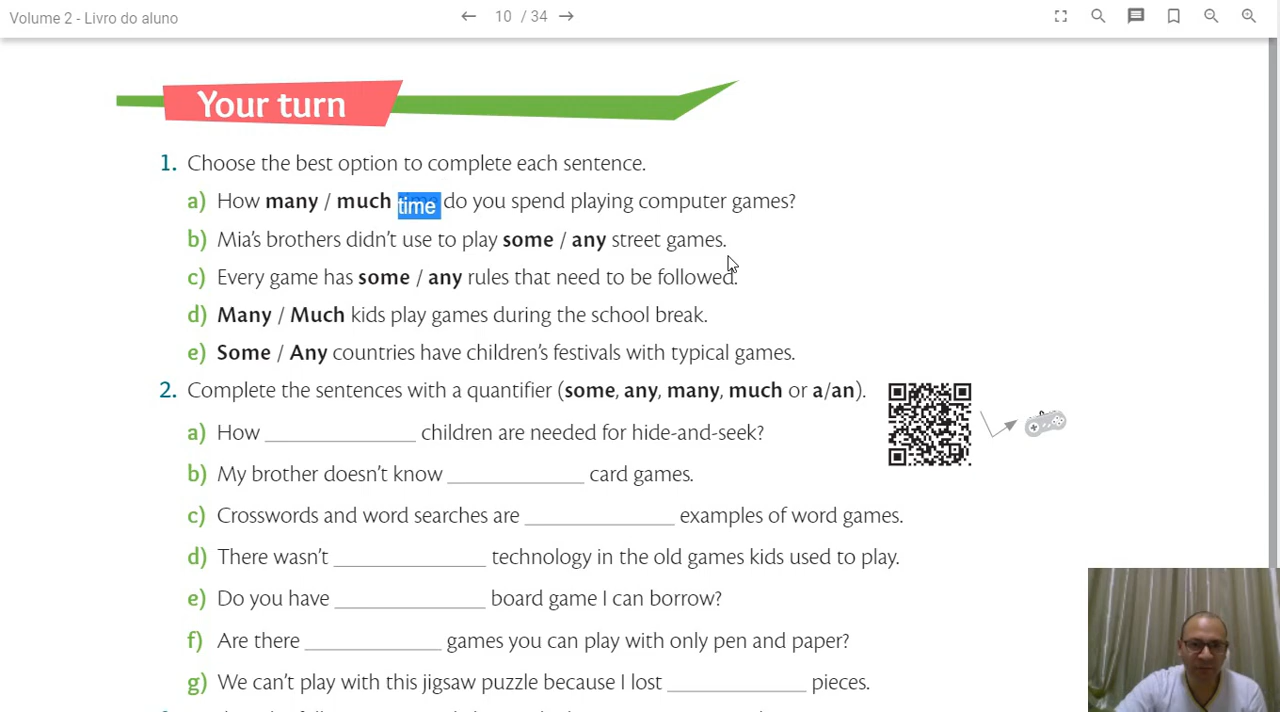 Volume 2 - Livro do aluno
10 / 34
Your turn
1. Choose the best option to complete each sentence.
a) How many / much time do you spend playing computer games?
b) Mia's brothers didn't use to play some / any street games.
c) Every game has some / any rules that need to be followed.
d) Many / Much kids play games during the school break.
e) Some / Any countries have children's festivals with typical games.
2. Complete the sentences with a quantifier (some, any, many, much or a/an).
a) How ______________ children are needed for hide-and-seek?
b) My brother doesn't know ______________ card games.
c) Crosswords and word searches are ______________ examples of word games.
d) There wasn't ______________ technology in the old games kids used to play.
e) Do you have ______________ board game I can borrow?
f) Are there ______________ games you can play with only pen and paper?
g) We can't play with this jigsaw puzzle because I lost ______________ pieces.